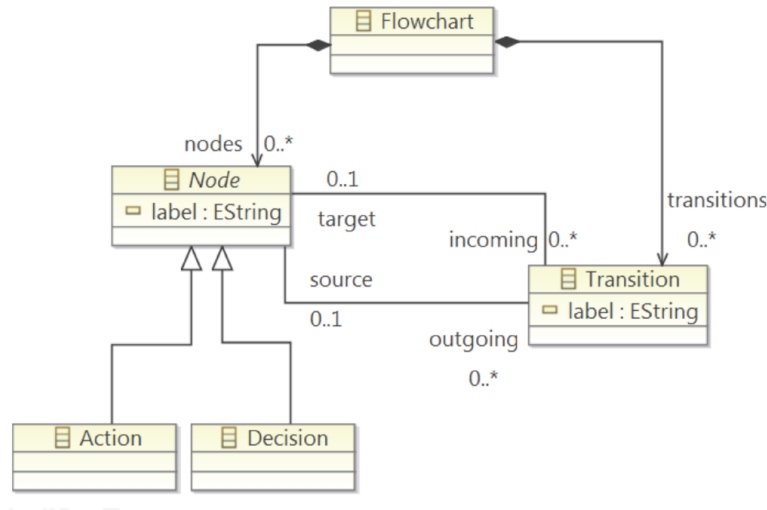 Flowchart
nodes 0..*
Node
0..1
label : EString
target
transitions
incoming 0..*
0..*
source
Transition
0..1
label : EString
outgoing
0..*
Action
Decision